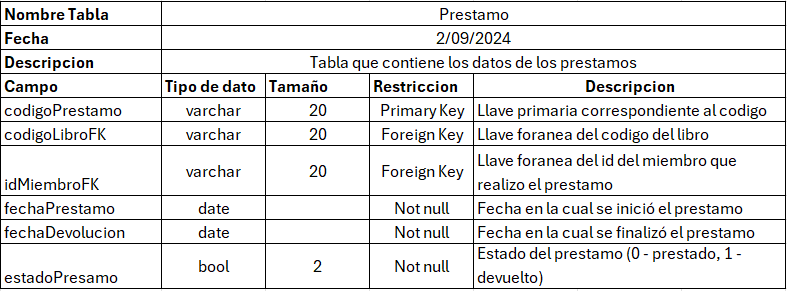 Nombre Tabla Prestamo
Fecha 2/09/2024
Descripcion Tabla que contiene los datos de los prestamos
Campo Tipo de dato Tamaño Restriccion Descripcion
codigoPrestamo varchar 20 Primary Key Llave primaria correspondiente al codigo
codigoLibroFK varchar 20 Foreign Key Llave foranea del codigo del libro
idMiembroFK varchar 20 Foreign Key Llave foranea del id del miembro que
realizo el prestamo
fechaPrestamo date Not null Fecha en la cual se inició el prestamo
fechaDevolucion date Not null Fecha en la cual se finalizó el prestamo
estadoPresamo bool 2 Not null Estado del prestamo (0 - prestado, 1 -
devuelto)